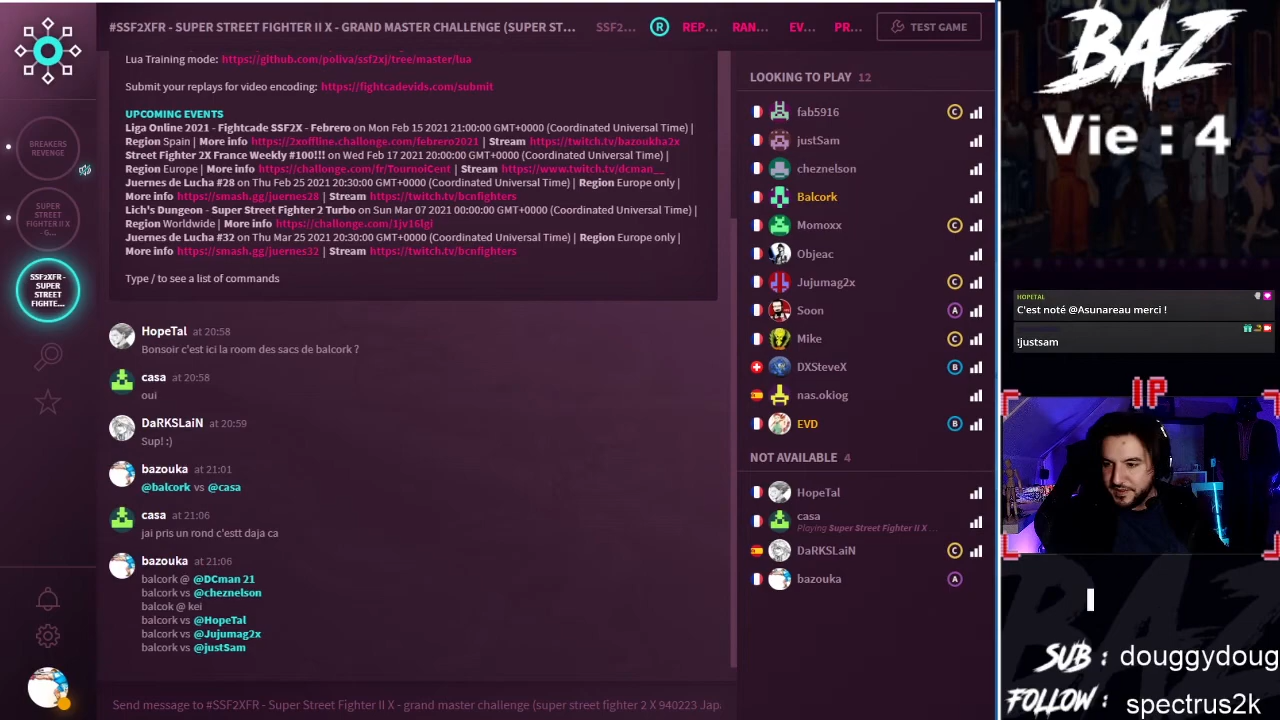 #SSF2XFR - SUPER STREET FIGHTER II X - GRAND MASTER CHALLENGE (SUPER ST...
SSF2...
R
REP...
RAN...
EV...
PR...
TEST GAME
BREAKERS
REVENGE
SUPER
STREET
FIGHTER II X
- G...
SSF2XFR -
SUPER
STREET
FIGHTE...
Lua Training mode: https://github.com/poliva/ssf2xj/tree/master/lua
Submit your replays for video encoding: https://fightcadevids.com/submit
UPCOMING EVENTS
Liga Online 2021 - Fightcade SSF2X - Febrero on Mon Feb 15 2021 21:00:00 GMT+0000 (Coordinated Universal Time) |
Region Spain | More info https://2xoffline.challonge.com/febrero2021 | Stream https://twitch.tv/bazoukha2x
Street Fighter 2X France Weekly #100!!! on Wed Feb 17 2021 20:00:00 GMT+0000 (Coordinated Universal Time) |
Region Europe | More info https://challonge.com/fr/TournoiCent | Stream https://www.twitch.tv/dcman__
Juernes de Lucha #28 on Thu Feb 25 2021 20:30:00 GMT+0000 (Coordinated Universal Time) | Region Europe only |
More info https://smash.gg/juernes28 | Stream https://twitch.tv/bcnfighters
Lich's Dungeon - Super Street Fighter 2 Turbo on Sun Mar 07 2021 00:00:00 GMT+0000 (Coordinated Universal Time) |
Region Worldwide | More info https://challonge.com/1jv16lgj
Juernes de Lucha #32 on Thu Mar 25 2021 20:30:00 GMT+0000 (Coordinated Universal Time) | Region Europe only |
More info https://smash.gg/juernes32 | Stream https://twitch.tv/bcnfighters
Type / to see a list of commands
HopeTal at 20:58
Bonsoir c'est ici la room des sacs de balcork ?
casa at 20:58
oui
DaRKSLaiN at 20:59
Sup! :)
bazouka at 21:01
@balcork vs @casa
casa at 21:06
jai pris un rond c'estt daja ca
bazouka at 21:06
balcork @ @DCman 21
balcork vs @cheznelson
balcok @ kei
balcork vs @HopeTal
balcork vs @Jujumag2x
balcork vs @justSam
Send message to #SSF2XFR - Super Street Fighter II X - grand master challenge (super street fighter 2 X 940223 Japa
LOOKING TO PLAY 12
fab5916 C
justSam
cheznelson
Balcork
Momoxx C
Objeac
Jujumag2x C
Soon A
Mike C
DXSteveX B
nas.okiog
EVD B
NOT AVAILABLE 4
HopeTal
casa
Playing Super Street Fighter II X ...
DaRKSLaiN C
bazouka A
BAZ
Vie : 4
HOPETAL
C'est noté @Asunareau merci !
!justsam
1P
SUB : douggydoug
FOLLOW : spectrus2k